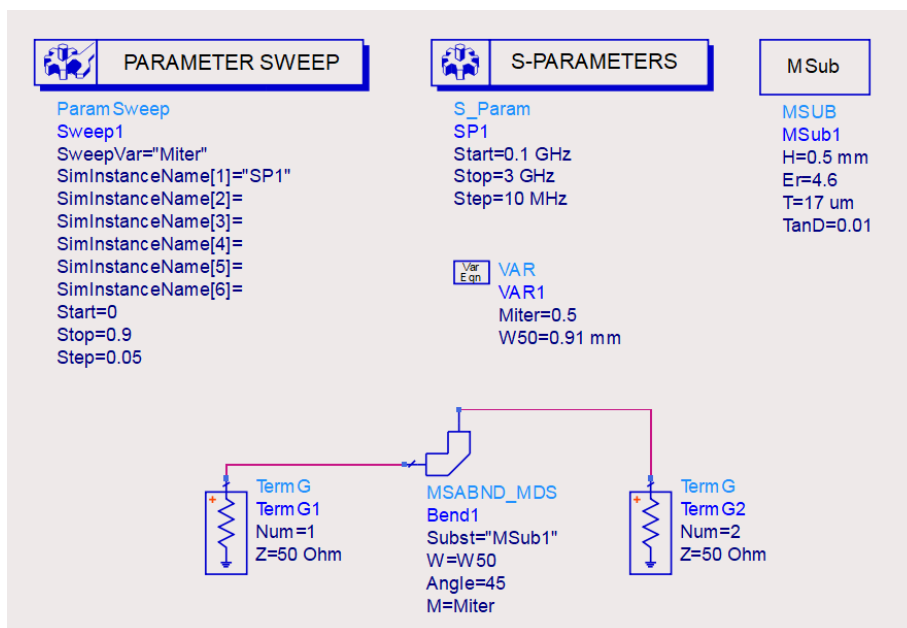 PARAMETER SWEEP
ParamSweep
Sweep1
SweepVar="Miter"
SimInstanceName[1]="SP1"
SimInstanceName[2]=
SimInstanceName[3]=
SimInstanceName[4]=
SimInstanceName[5]=
SimInstanceName[6]=
Start=0
Stop=0.9
Step=0.05
S-PARAMETERS
S_Param
SP1
Start=0.1 GHz
Stop=3 GHz
Step=10 MHz
MSub
MSUB
MSub1
H=0.5 mm
Er=4.6
T=17 um
TanD=0.01
Var
Eqn
VAR
VAR1
Miter=0.5
W50=0.91 mm
+
TermG
TermG1
Num=1
Z=50 Ohm
MSABND_MDS
Bend1
Subst="MSub1"
W=W50
Angle=45
M=Miter
+
TermG
TermG2
Num=2
Z=50 Ohm